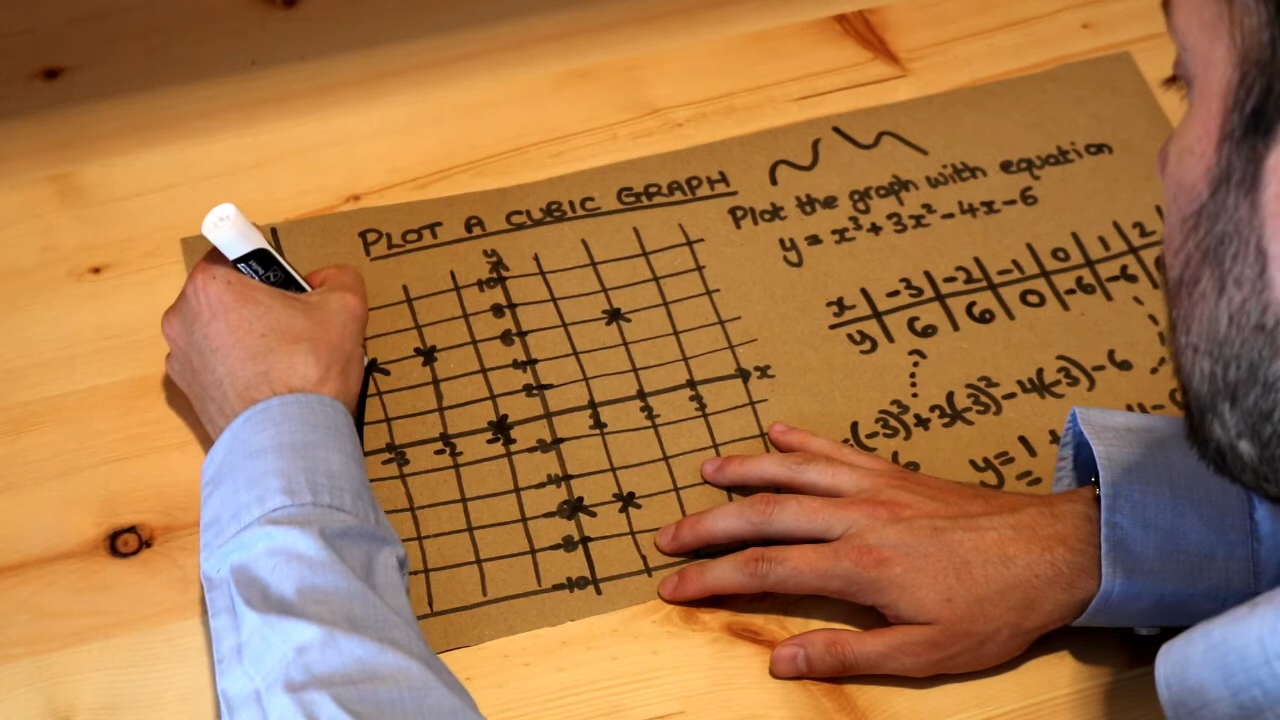 PLOT A CUBIC GRAPH
Plot the graph with equation
y = x³ + 3x² - 4x - 6
x -3 -2 -1 0 1 2
y 6 6 0 -6 -6
y
10
8
6
4
2
-3 -2 -1 1 2 3 x
-2
-4
-8
-10
(-3)³ + 3(-3)² - 4(-3) - 6
6
y = 1